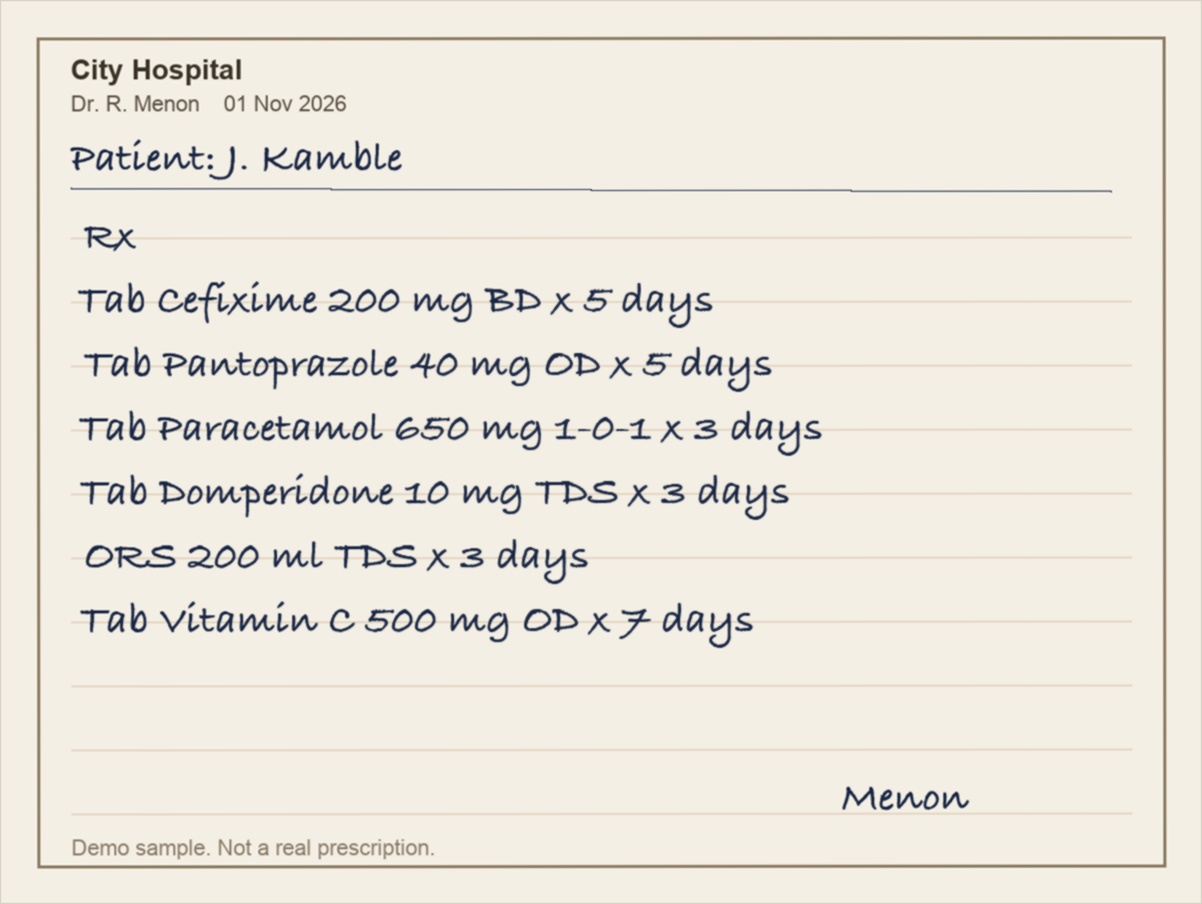 City Hospital
Dr. R. Menon 01 Nov 2026
Patient: J. Kamble
Rx
Tab Cefixime 200 mg BD x 5 days
Tab Pantoprazole 40 mg OD x 5 days
Tab Paracetamol 650 mg 1-0-1 x 3 days
Tab Domperidone 10 mg TDS x 3 days
ORS 200 ml TDS x 3 days
Tab Vitamin C 500 mg OD x 7 days
Menon
Demo sample. Not a real prescription.